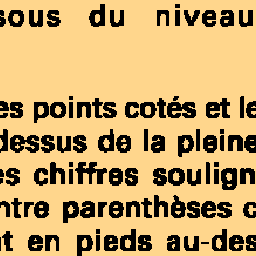 sous du niveau
es points cotés et le
dessus de la pleine
es chiffres soulign
ntre parenthèses c
t en pieds au-des